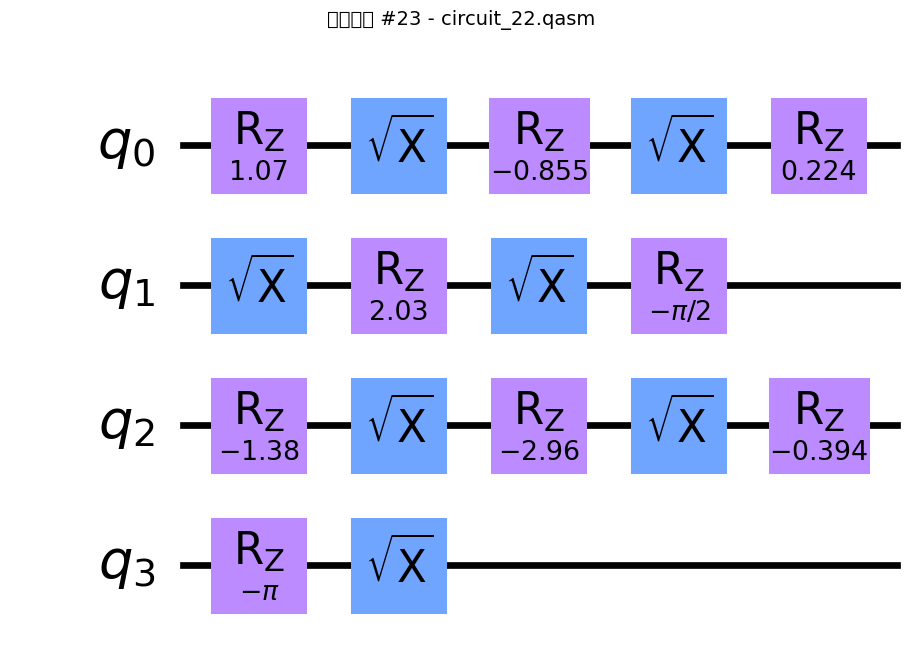 #23 - circuit_22.qasm
q0 RZ 1.07 √X RZ −0.855 √X RZ 0.224
q1 √X RZ 2.03 √X RZ −π/2
q2 RZ −1.38 √X RZ −2.96 √X RZ −0.394
q3 RZ −π √X